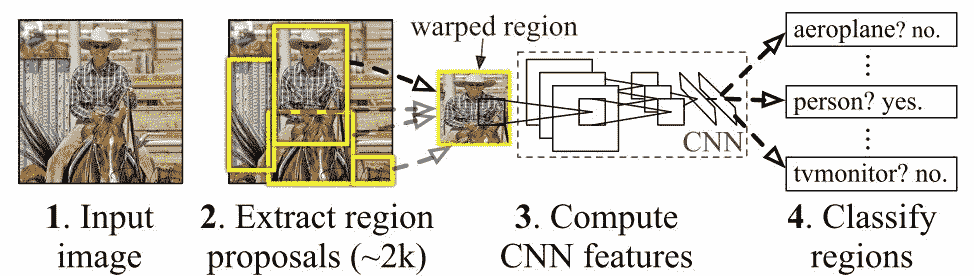 warped region
aeroplane? no.
person? yes.
CNN
tvmonitor? no.
1. Input
image
2. Extract region
proposals (~2k)
3. Compute
CNN features
4. Classify
regions